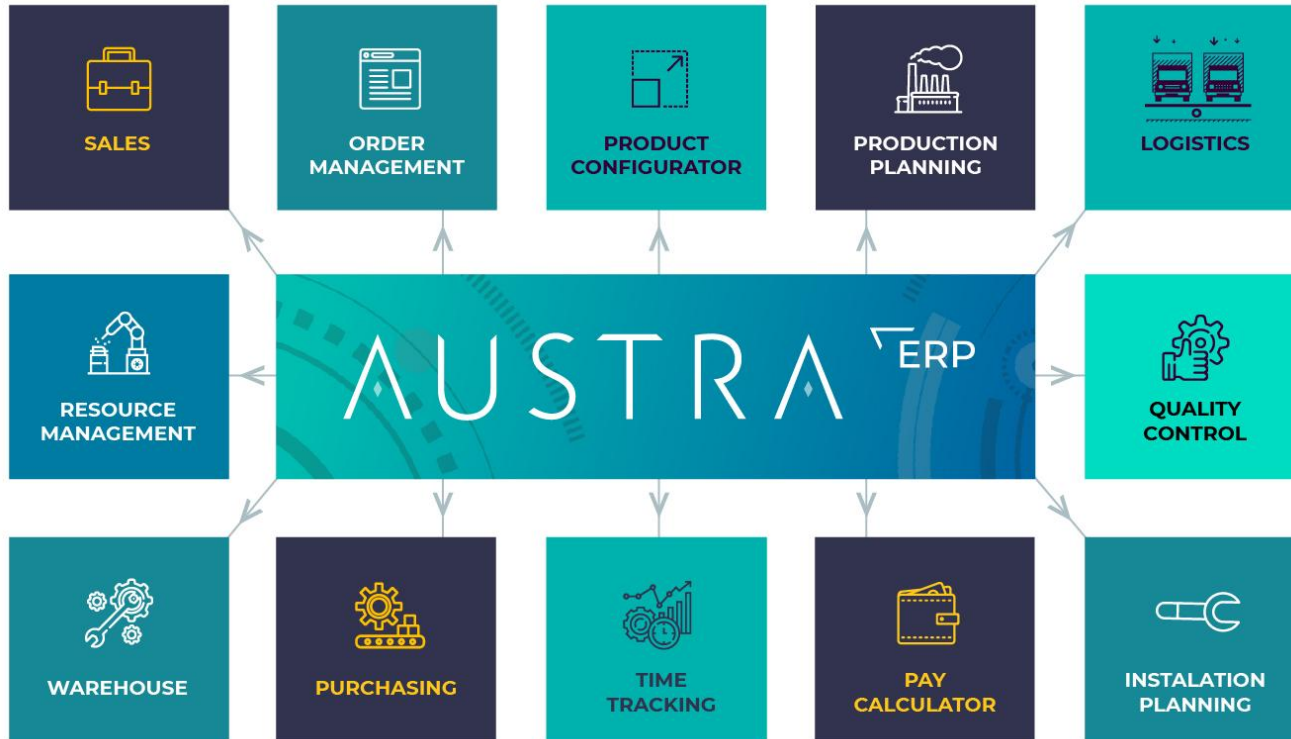 SALES
ORDER
MANAGEMENT
PRODUCT
CONFIGURATOR
PRODUCTION
PLANNING
LOGISTICS
RESOURCE
MANAGEMENT
AUSTRA ERP
QUALITY
CONTROL
WAREHOUSE
PURCHASING
TIME
TRACKING
PAY
CALCULATOR
INSTALATION
PLANNING